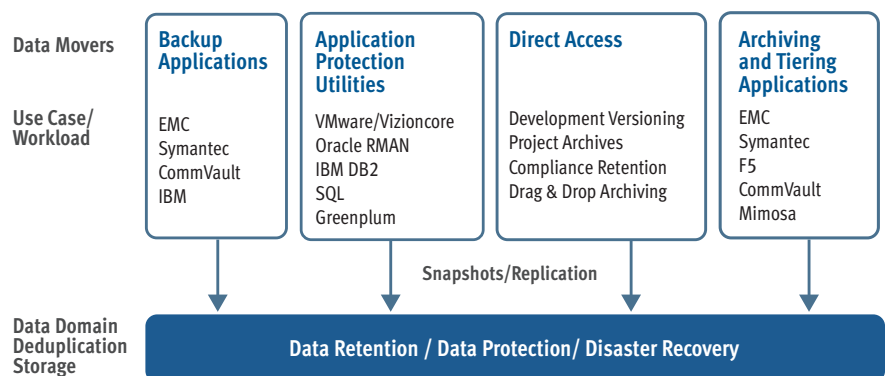 Data Movers
Backup
Applications
Application
Protection
Utilities
Direct Access
Archiving
and Tiering
Applications
Use Case/
Workload
EMC
Symantec
CommVault
IBM
VMware/Vizioncore
Oracle RMAN
IBM DB2
SQL
Greenplum
Development Versioning
Project Archives
Compliance Retention
Drag & Drop Archiving
EMC
Symantec
F5
CommVault
Mimosa
Snapshots/Replication
Data Domain
Deduplication
Storage
Data Retention / Data Protection/ Disaster Recovery